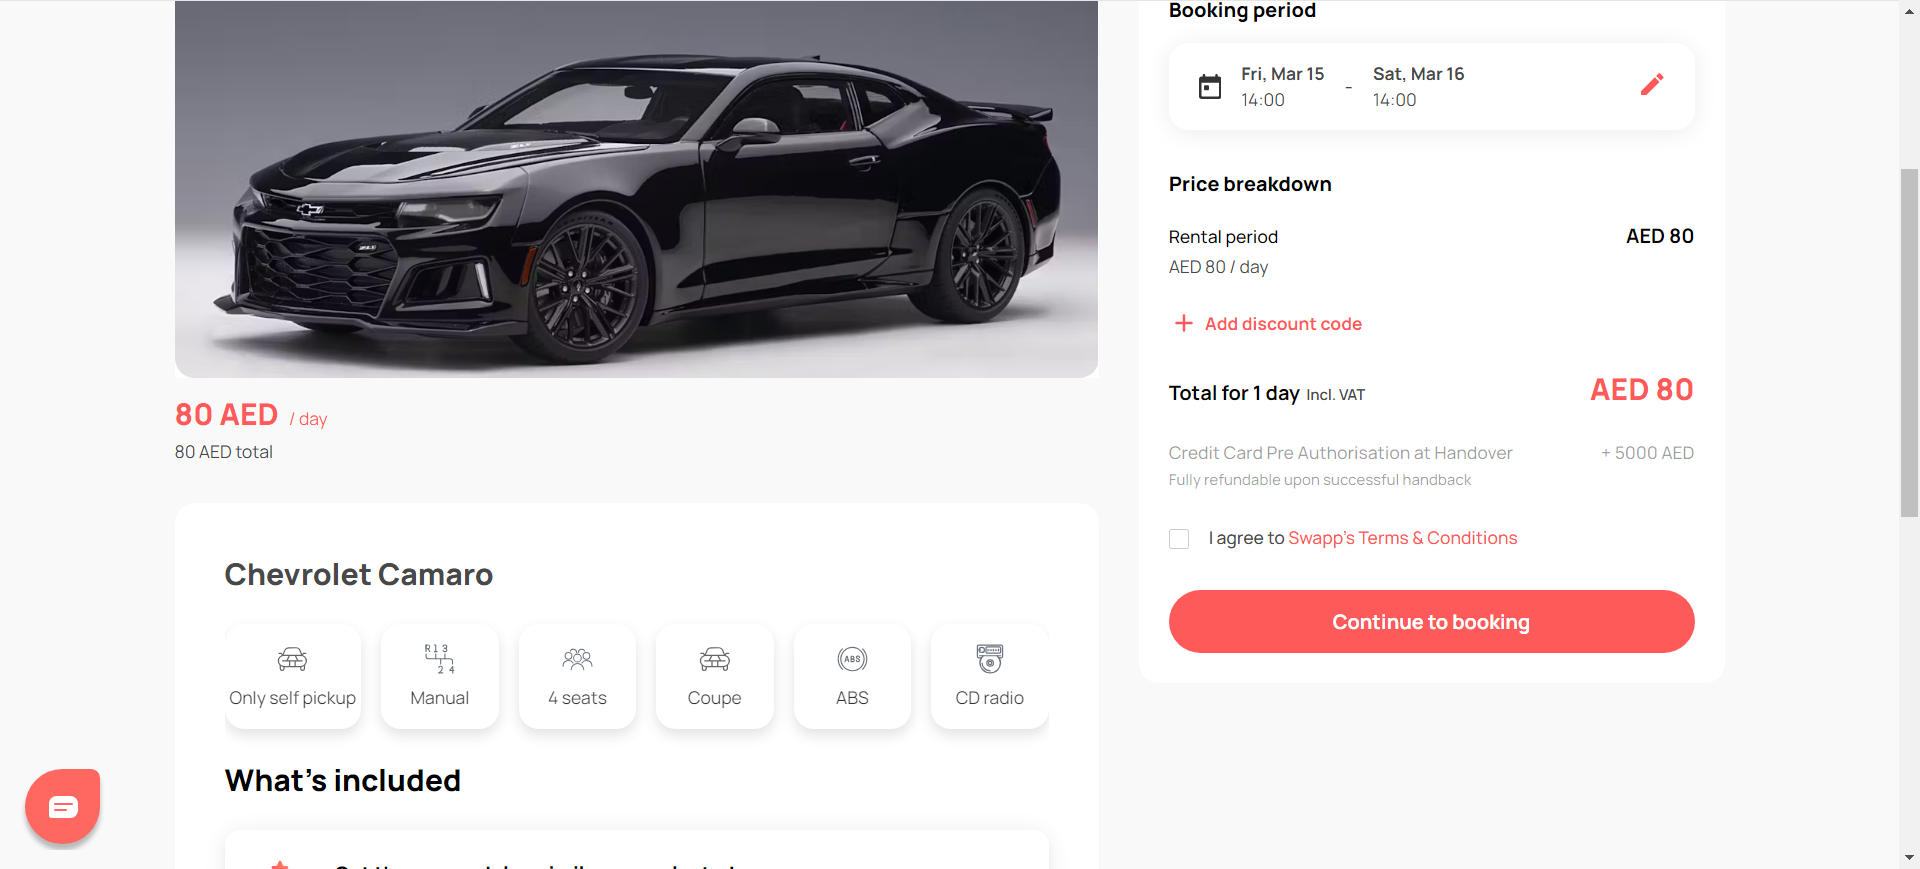 Booking period
Fri, Mar 15
14:00
-
Sat, Mar 16
14:00
Price breakdown
Rental period
AED 80
AED 80 / day
+ Add discount code
Total for 1 day Incl. VAT
AED 80
Credit Card Pre Authorisation at Handover
+ 5000 AED
Fully refundable upon successful handback
I agree to Swapp's Terms & Conditions
Continue to booking
80 AED / day
80 AED total
Chevrolet Camaro
Only self pickup
R 1 3
2 4
Manual
4 seats
Coupe
ABS
ABS
CD radio
What's included